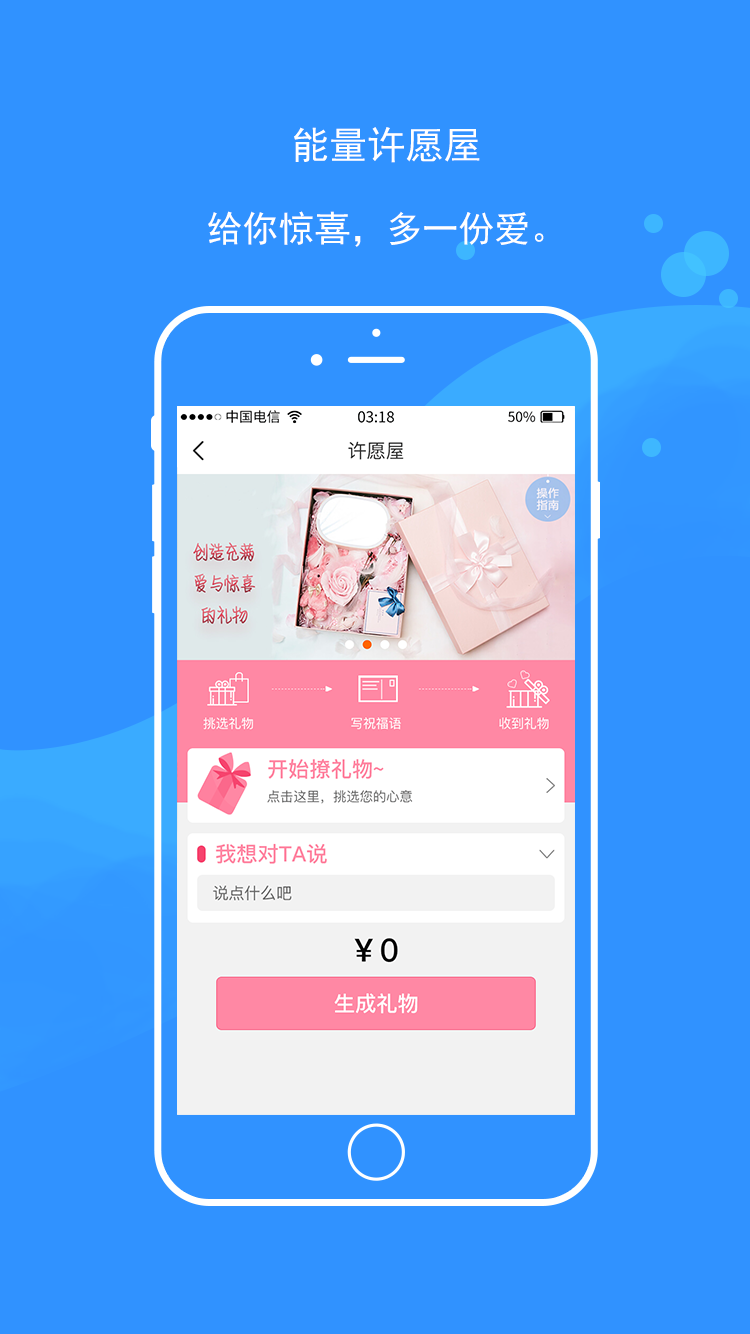 能量许愿屋
给你惊喜，多一份爱。
中国电信 03:18 50%
许愿屋
操作
指南
创造充满
爱与惊喜
的礼物
挑选礼物 写祝福语 收到礼物
开始撩礼物~
点击这里，挑选您的心意
我想对TA说
说点什么吧
¥0
生成礼物